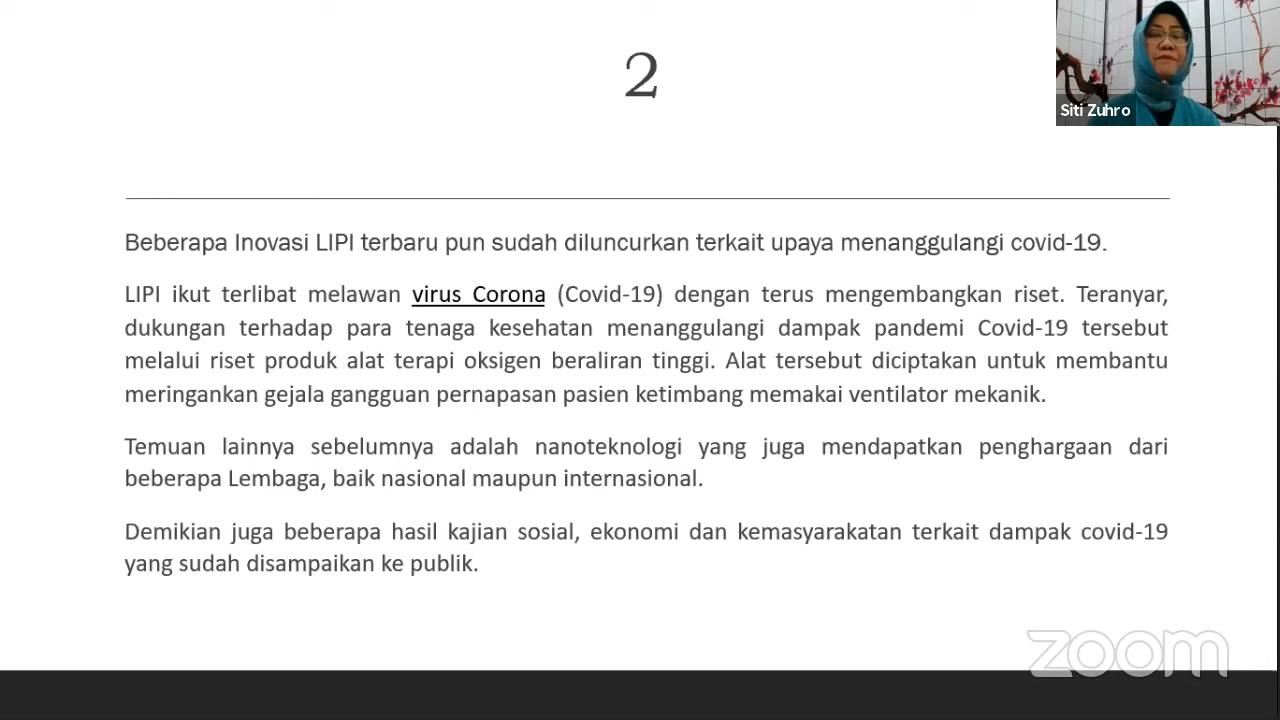 2
Siti Zuhro
Beberapa Inovasi LIPI terbaru pun sudah diluncurkan terkait upaya menanggulangi covid-19.
LIPI ikut terlibat melawan virus Corona (Covid-19) dengan terus mengembangkan riset. Teranyar,
dukungan terhadap para tenaga kesehatan menanggulangi dampak pandemi Covid-19 tersebut
melalui riset produk alat terapi oksigen beraliran tinggi. Alat tersebut diciptakan untuk membantu
meringankan gejala gangguan pernapasan pasien ketimbang memakai ventilator mekanik.
Temuan lainnya sebelumnya adalah nanoteknologi yang juga mendapatkan penghargaan dari
beberapa Lembaga, baik nasional maupun internasional.
Demikian juga beberapa hasil kajian sosial, ekonomi dan kemasyarakatan terkait dampak covid-19
yang sudah disampaikan ke publik.
zoom